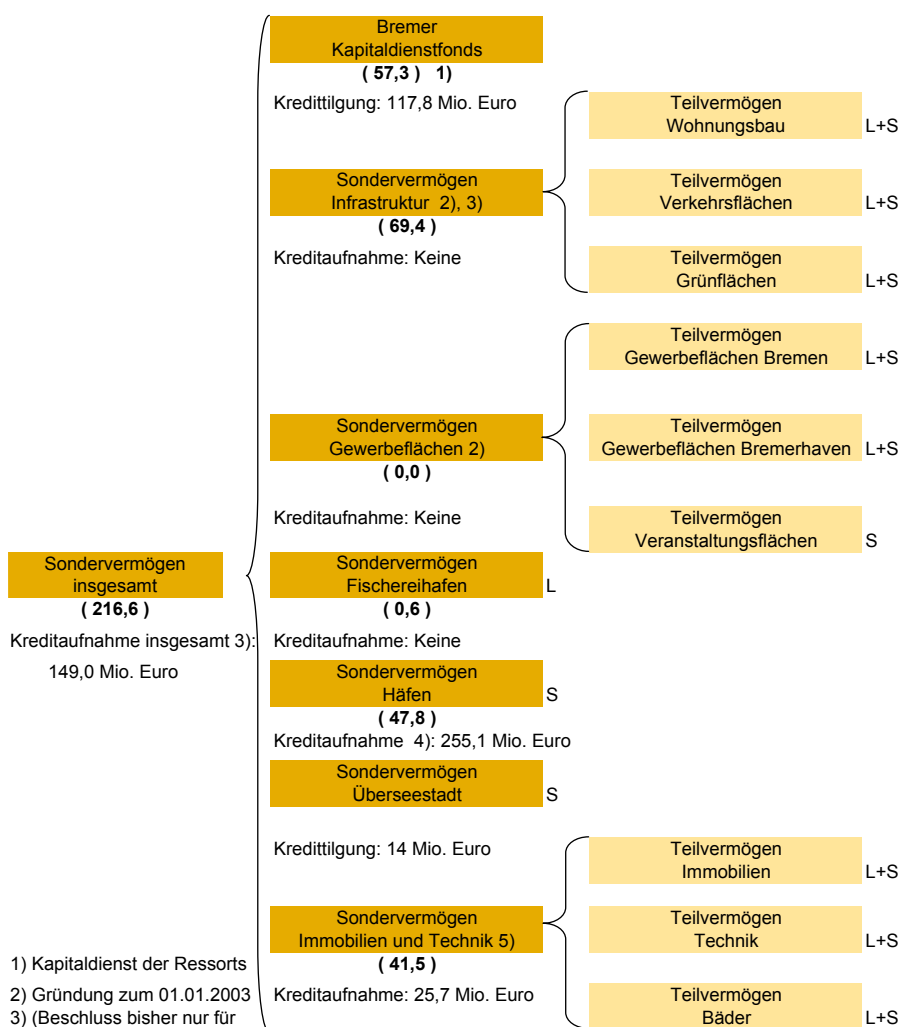 Bremer
Kapitaldienstfonds
( 57,3 ) 1)
Kredittilgung: 117,8 Mio. Euro
Teilvermögen
Wohnungsbau L+S
Sondervermögen
Infrastruktur 2), 3)
( 69,4 )
Kreditaufnahme: Keine
Teilvermögen
Verkehrsflächen L+S
Teilvermögen
Grünflächen L+S
Teilvermögen
Gewerbeflächen Bremen L+S
Sondervermögen
Gewerbeflächen 2)
( 0,0 )
Kreditaufnahme: Keine
Teilvermögen
Gewerbeflächen Bremerhaven L+S
Teilvermögen
Veranstaltungsflächen S
Sondervermögen
insgesamt
( 216,6 )
Kreditaufnahme insgesamt 3):
149,0 Mio. Euro
Sondervermögen
Fischereihafen L
( 0,6 )
Kreditaufnahme: Keine
Sondervermögen
Häfen S
( 47,8 )
Kreditaufnahme 4): 255,1 Mio. Euro
Sondervermögen
Überseestadt S
Kredittilgung: 14 Mio. Euro
Teilvermögen
Immobilien L+S
Sondervermögen
Immobilien und Technik 5)
( 41,5 )
Kreditaufnahme: 25,7 Mio. Euro
Teilvermögen
Technik L+S
Teilvermögen
Bäder L+S
1) Kapitaldienst der Ressorts
2) Gründung zum 01.01.2003
3) (Beschluss bisher nur für